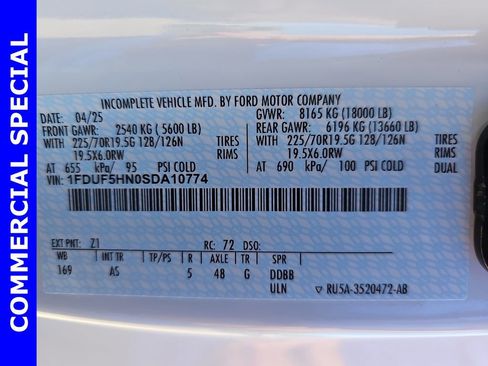 COMMERCIAL SPECIAL
INCOMPLETE VEHICLE MFD. BY FORD MOTOR COMPANY
DATE: 04/25 GVWR: 8165 KG (18000 LB)
FRONT GAWR: 2540 KG ( 5600 LB) REAR GAWR: 6196 KG (13660 LB)
WITH 225/70R19.5G 128/126N TIRES WITH 225/70R19.5G 128/126N TIRES
19.5X6.0RW RIMS 19.5X6.0RW RIMS
AT 655 KPA/ 95 PSI COLD AT 690 KPA/ 100 PSI COLD DUAL
VIN: 1FDUF5HN0SDA10774
EXT PNT: Z1 RC: 72 DSO:
WB INT TR TP/PS R AXLE TR SPR
169 AS 5 48 G DDBB
ULN ▽ RU5A-3520472-AB